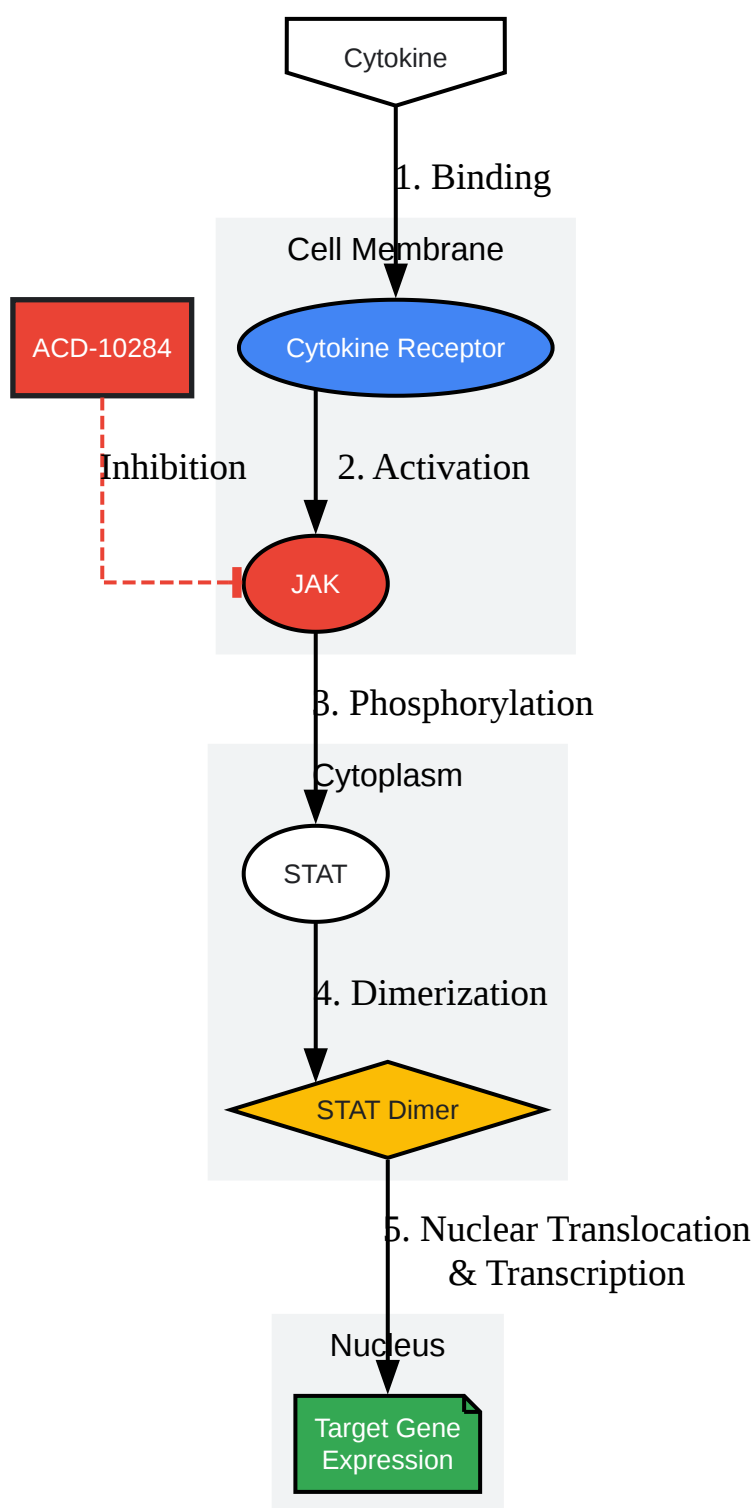 Cytokine
1. Binding
Cell Membrane
ACD-10284
Cytokine Receptor
Inhibition
2. Activation
JAK
3. Phosphorylation
Cytoplasm
STAT
4. Dimerization
STAT Dimer
5. Nuclear Translocation
& Transcription
Nucleus
Target Gene
Expression